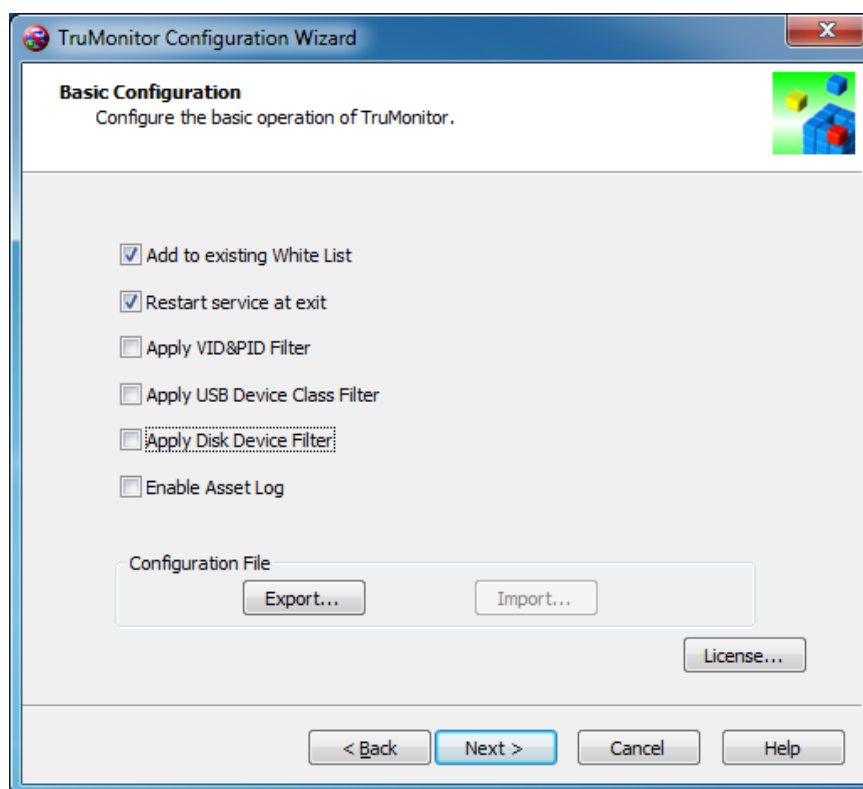 TruMonitor Configuration Wizard
Basic Configuration
Configure the basic operation of TruMonitor.
Add to existing White List
Restart service at exit
Apply VID&PID Filter
Apply USB Device Class Filter
Apply Disk Device Filter
Enable Asset Log
Configuration File
Export... Import...
License...
< Back Next > Cancel Help